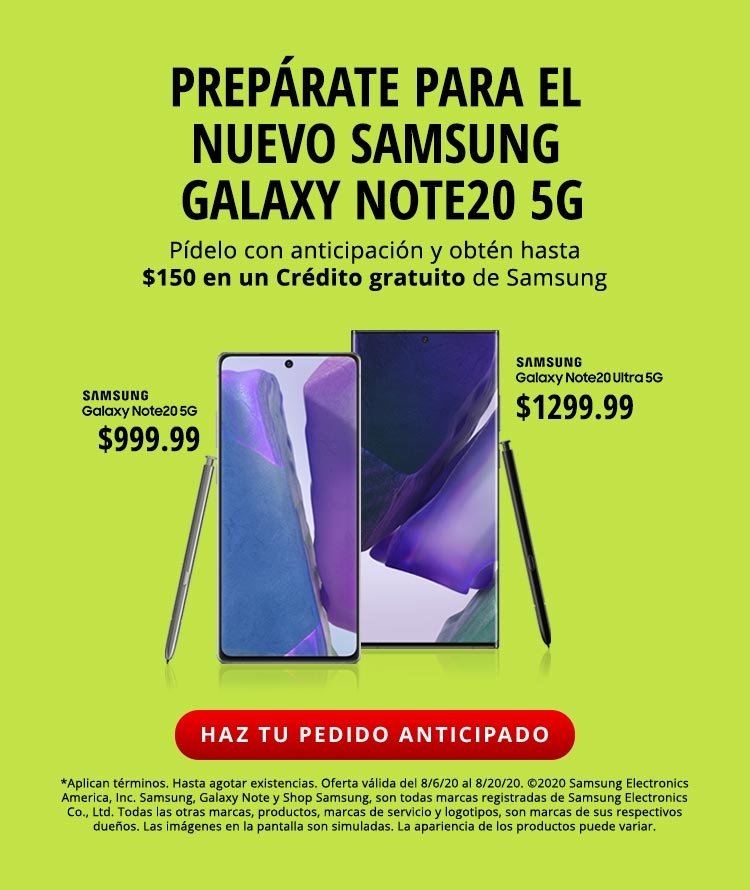 PREPÁRATE PARA EL
NUEVO SAMSUNG
GALAXY NOTE20 5G
Pídelo con anticipación y obtén hasta
$150 en un Crédito gratuito de Samsung
SAMSUNG
Galaxy Note20 5G
$999.99
SAMSUNG
Galaxy Note20 Ultra 5G
$1299.99
HAZ TU PEDIDO ANTICIPADO
*Aplican términos. Hasta agotar existencias. Oferta válida del 8/6/20 al 8/20/20. ©2020 Samsung Electronics
America, Inc. Samsung, Galaxy Note y Shop Samsung, son todas marcas registradas de Samsung Electronics
Co., Ltd. Todas las otras marcas, productos, marcas de servicio y logotipos, son marcas de sus respectivos
dueños. Las imágenes en la pantalla son simuladas. La apariencia de los productos puede variar.